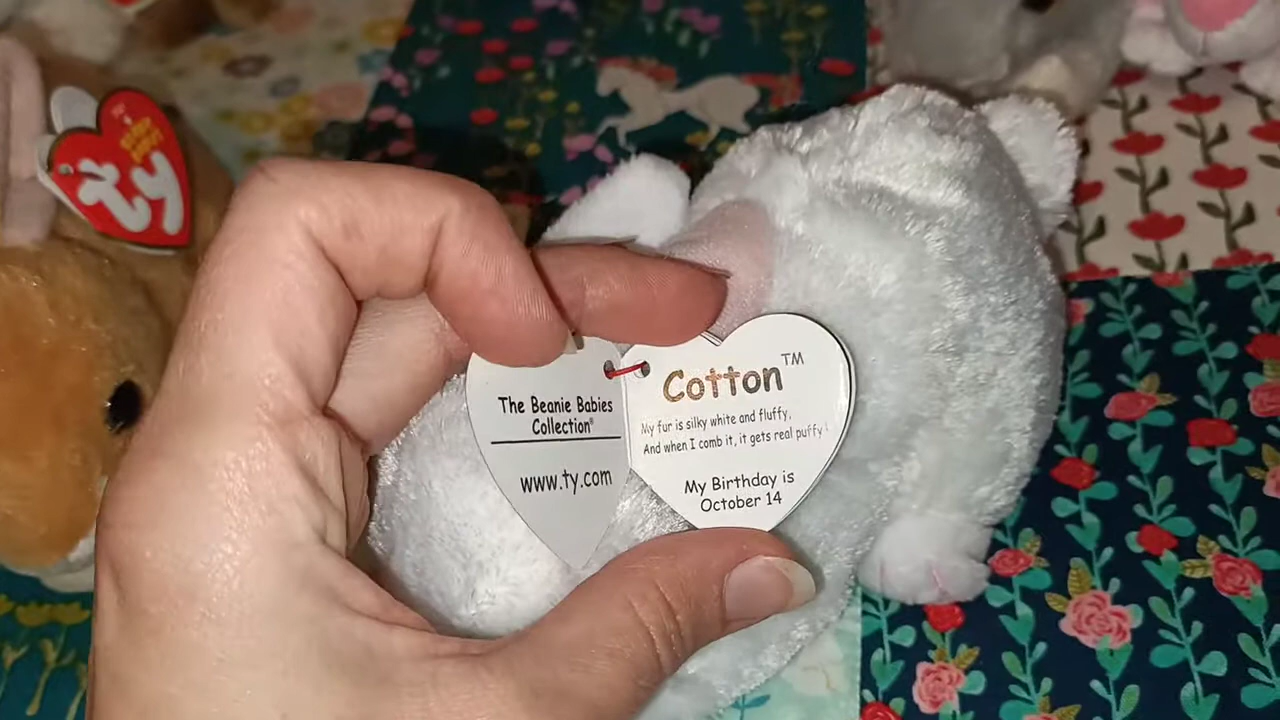 ty
The Beanie Babies
Collection®
www.ty.com
Cotton™
My fur is silky white and fluffy,
And when I comb it, it gets real puffy!
My Birthday is
October 14